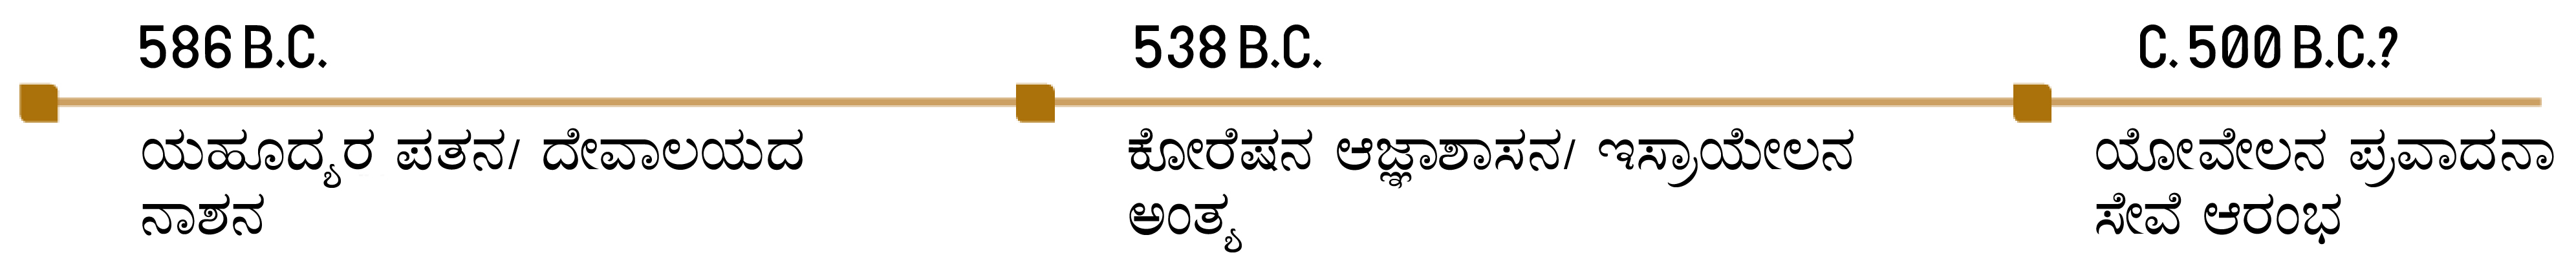 586 B.C.
ಯಹೂದ್ಯರ ಪತನ/ ದೇವಾಲಯದ
ನಾಶನ
538 B.C.
ಕೋರೆಷನ ಆಜ್ಞಾಶಾಸನ/ ಇಸ್ರಾಯೇಲನ
ಅಂತ್ಯ
C. 500 B.C.?
ಯೋವೇಲನ ಪ್ರವಾದನಾ
ಸೇವೆ ಆರಂಭ